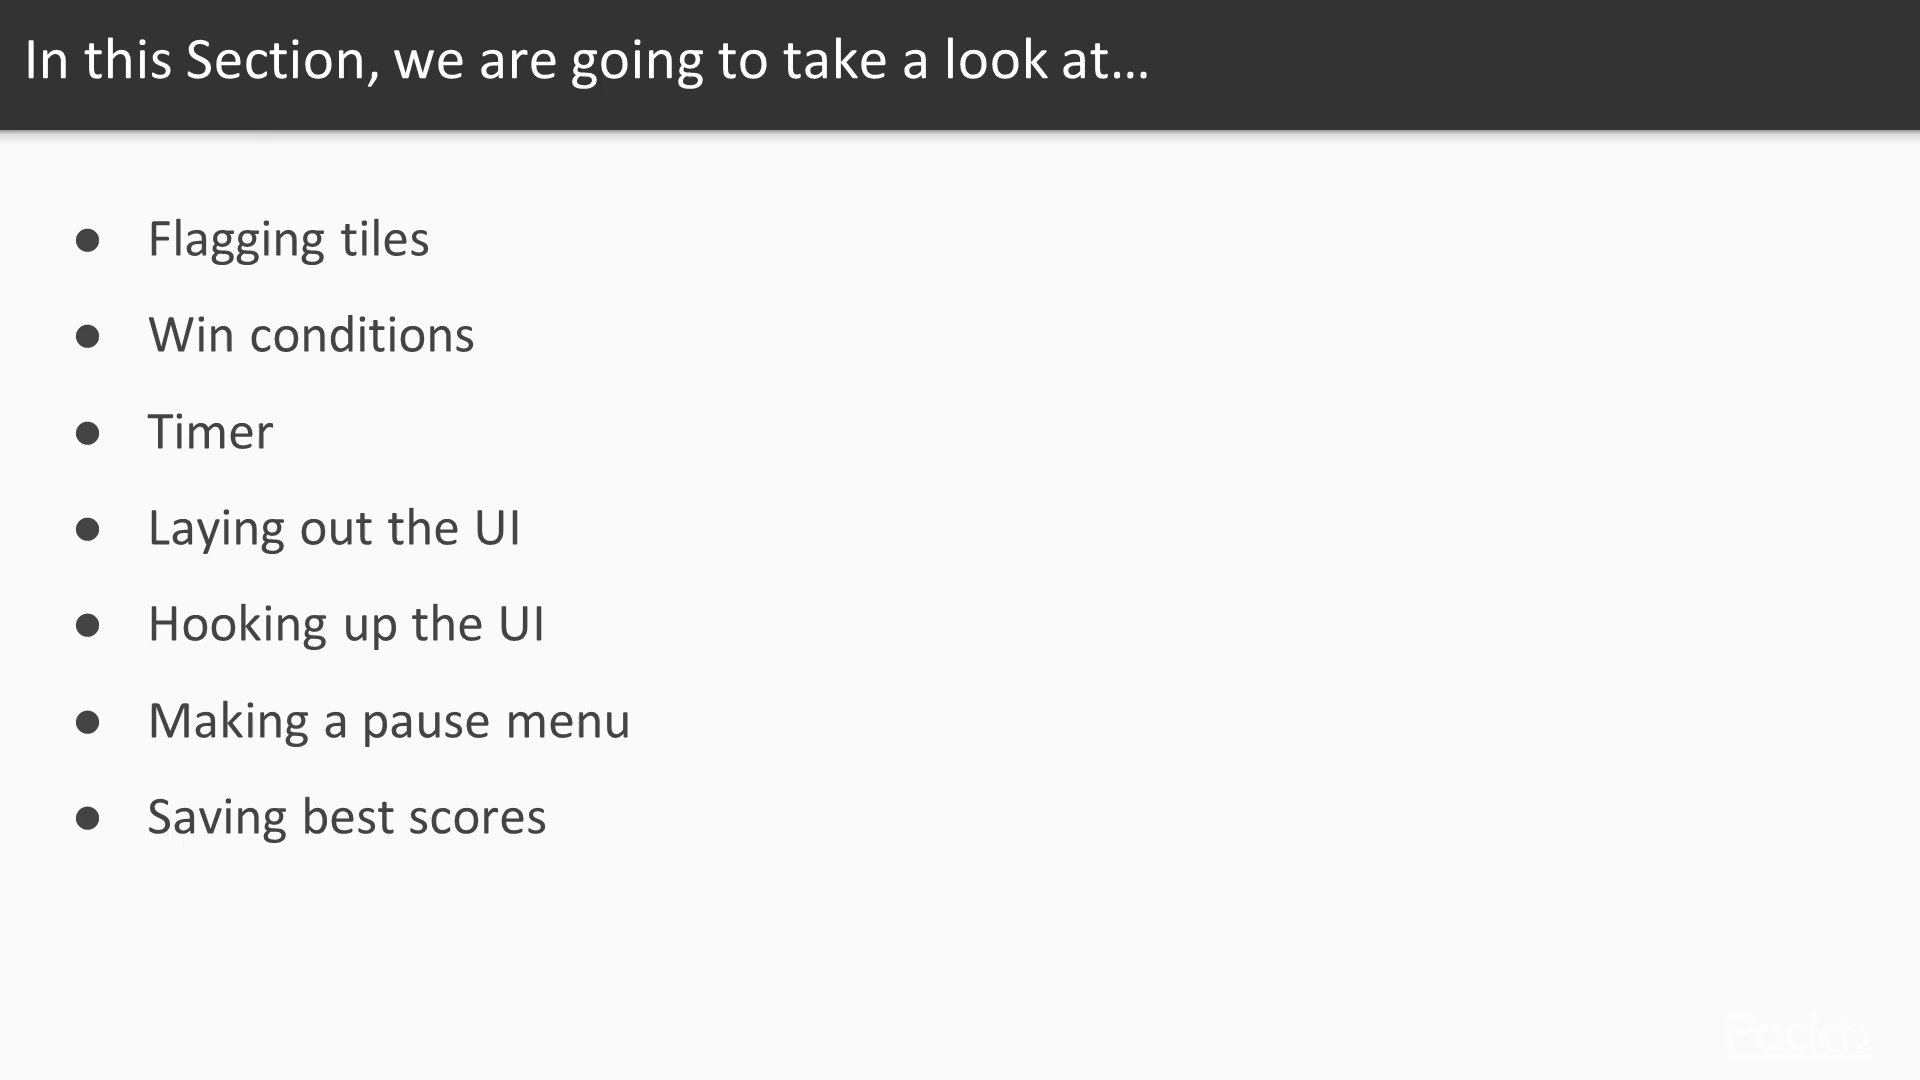 In this Section, we are going to take a look at...
● Flagging tiles
● Win conditions
● Timer
● Laying out the UI
● Hooking up the UI
● Making a pause menu
● Saving best scores
Packt>